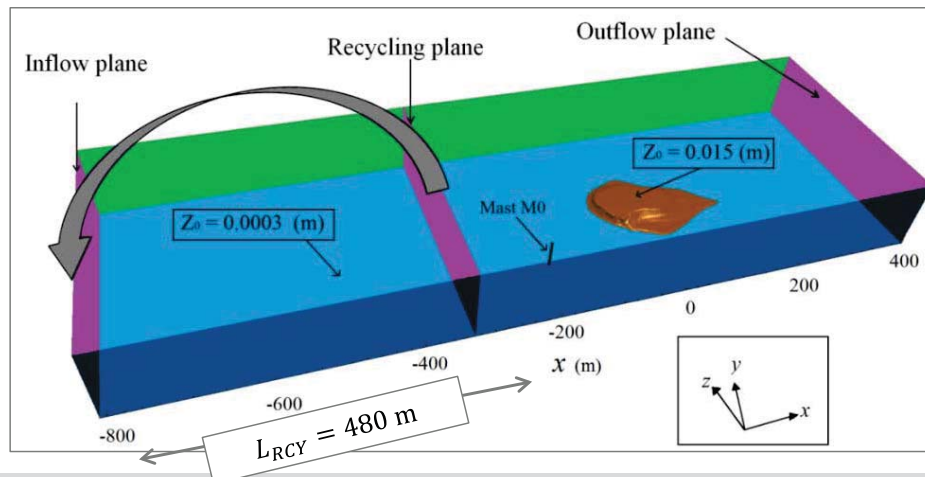 Outflow plane
Recycling plane
Inflow plane
Z₀ = 0.015 (m)
Mast M0
Z₀ = 0.0003 (m)
400
200
0
-200
x (m)
-400
-600
-800
L_RCY = 480 m
y
z
x